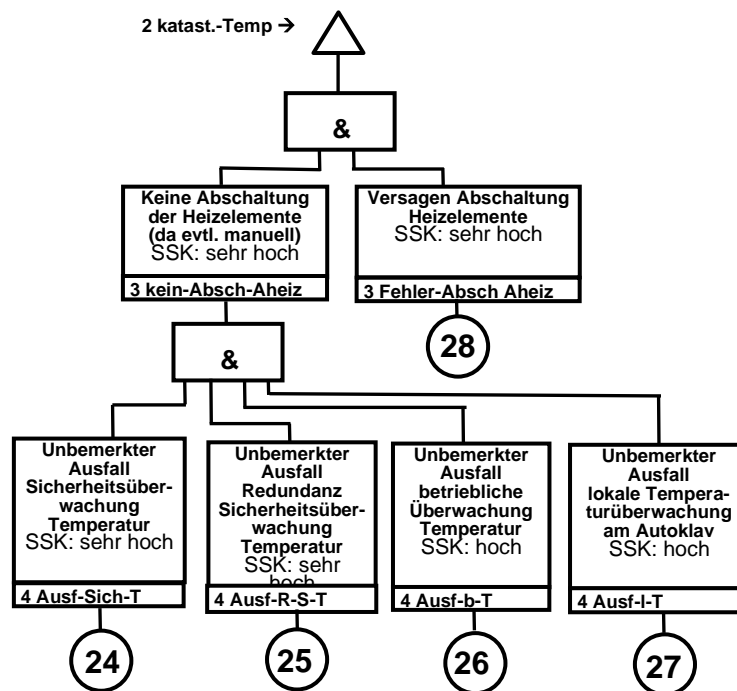 2 katast.-Temp →
&
Keine Abschaltung
der Heizelemente
(da evtl. manuell)
SSK: sehr hoch
3 kein-Absch-Aheiz
Versagen Abschaltung
Heizelemente
SSK: sehr hoch
3 Fehler-Absch Aheiz
28
&
Unbemerkter
Ausfall
Sicherheitsüber-
wachung
Temperatur
SSK: sehr hoch
4 Ausf-Sich-T
24
Unbemerkter
Ausfall
Redundanz
Sicherheitsüber-
wachung
Temperatur
SSK: sehr
hoch
4 Ausf-R-S-T
25
Unbemerkter
Ausfall
betriebliche
Überwachung
Temperatur
SSK: hoch
4 Ausf-b-T
26
Unbemerkter
Ausfall
lokale Tempera-
turüberwachung
am Autoklav
SSK: hoch
4 Ausf-l-T
27